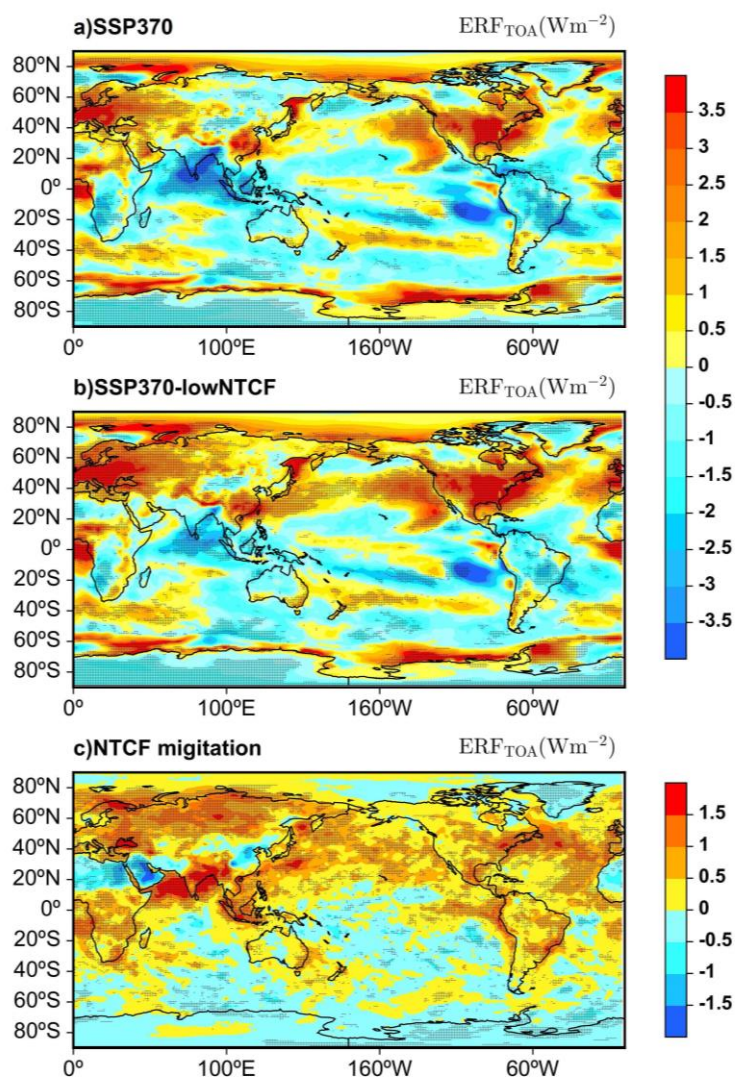 a)SSP370 ERF_TOA(Wm⁻²)
80ºN
60ºN
40ºN
20ºN
0º
20ºS
40ºS
60ºS
80ºS
0º 100ºE 160ºW 60ºW
b)SSP370-lowNTCF ERF_TOA(Wm⁻²)
80ºN
60ºN
40ºN
20ºN
0º
20ºS
40ºS
60ºS
80ºS
0º 100ºE 160ºW 60ºW
3.5
3
2.5
2
1.5
1
0.5
0
-0.5
-1
-1.5
-2
-2.5
-3
-3.5
c)NTCF migitation ERF_TOA(Wm⁻²)
80ºN
60ºN
40ºN
20ºN
0º
20ºS
40ºS
60ºS
80ºS
0º 100ºE 160ºW 60ºW
1.5
1
0.5
0
-0.5
-1
-1.5